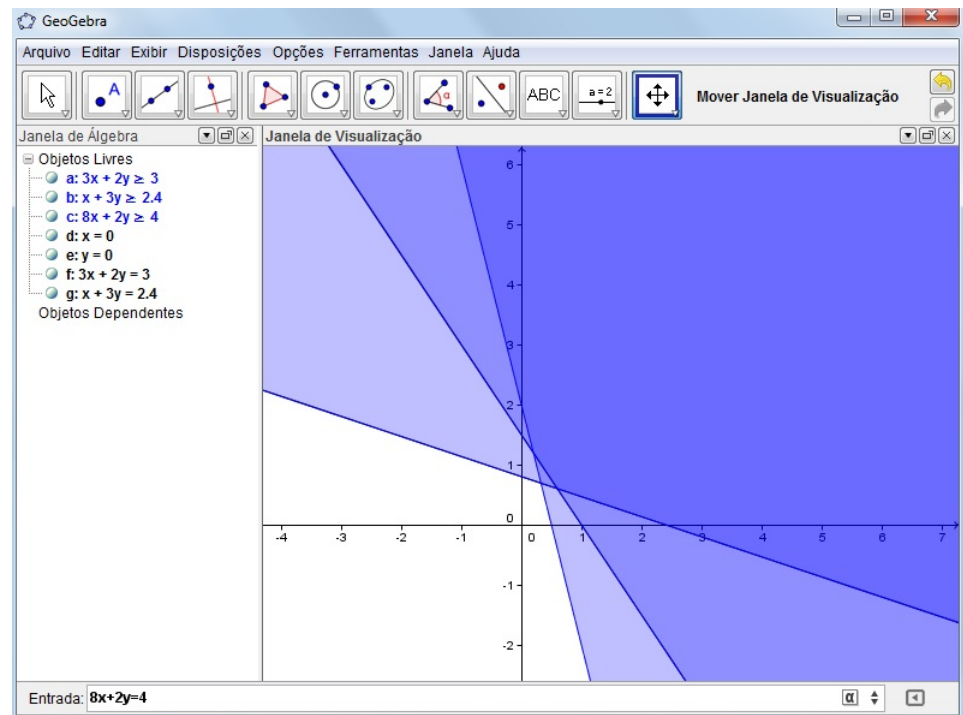 GeoGebra
Arquivo Editar Exibir Disposições Opções Ferramentas Janela Ajuda
A
α
ABC
a = 2
Mover Janela de Visualização
Janela de Álgebra
Janela de Visualização
Objetos Livres
a: 3x + 2y ≥ 3
b: x + 3y ≥ 2.4
c: 8x + 2y ≥ 4
d: x = 0
e: y = 0
f: 3x + 2y = 3
g: x + 3y = 2.4
Objetos Dependentes
6
5
4
3
2
1
0
-4 -3 -2 -1 0 1 2 3 4 5 6 7
-1
-2
Entrada: 8x+2y=4
α